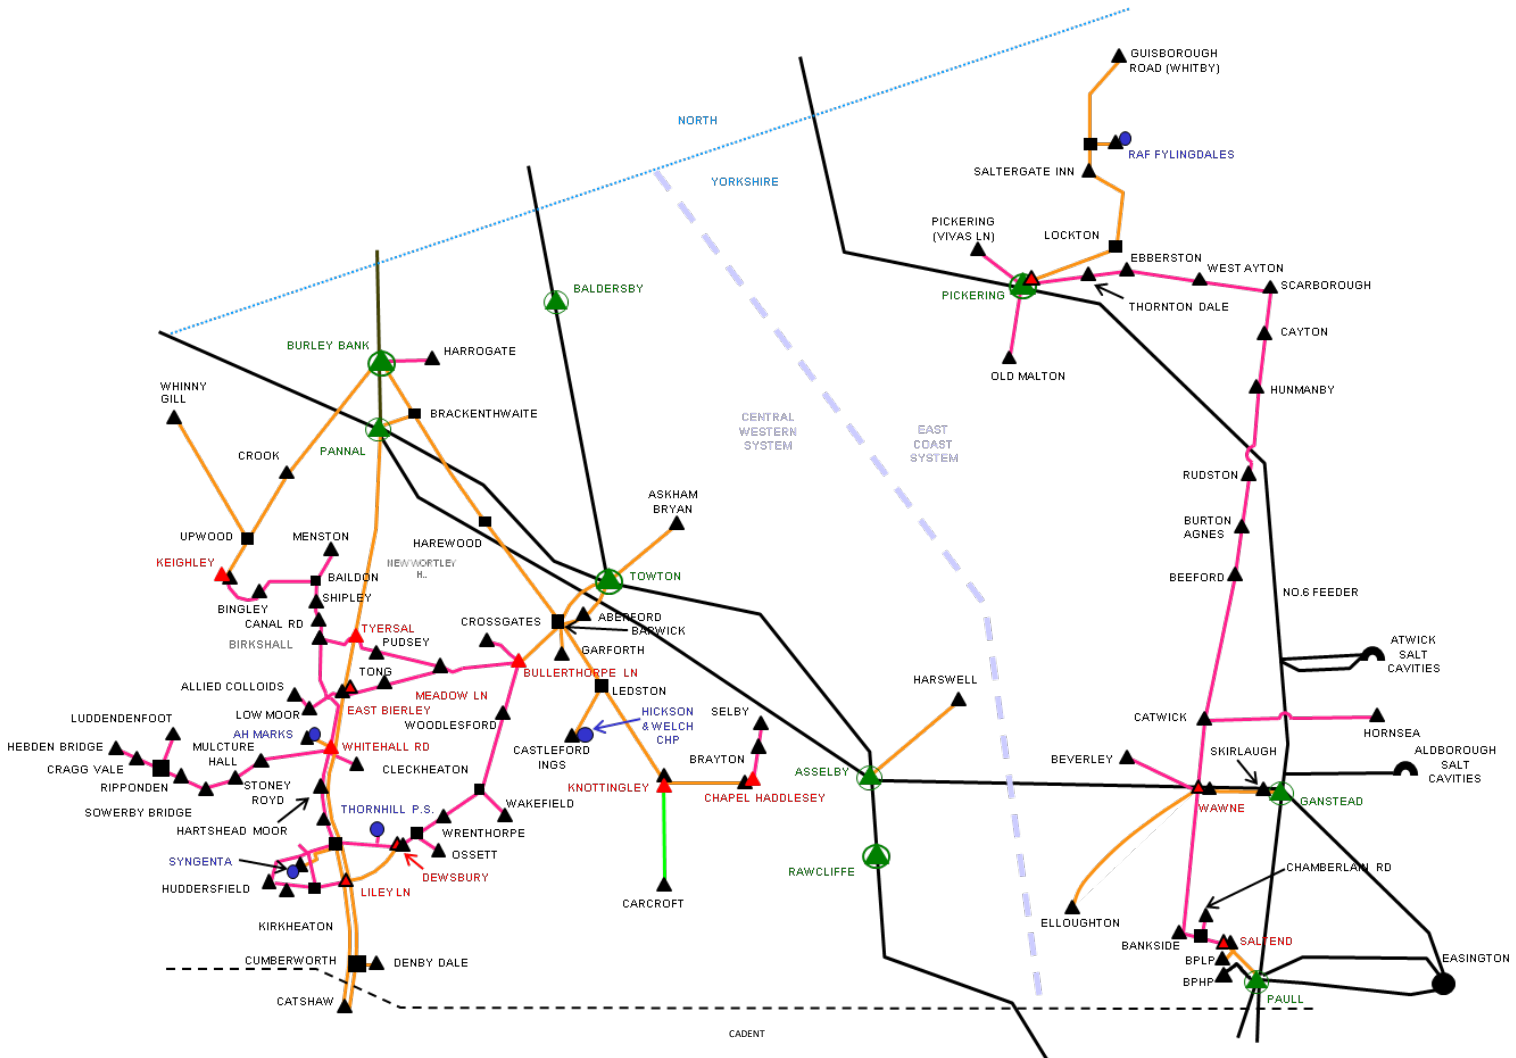 GUISBOROUGH
ROAD (WHITBY)
NORTH
RAF FYLINGDALES
SALTERGATE INN
YORKSHIRE
PICKERING
(VIVAS LN)
LOCKTON
EBBERSTON
WEST AYTON
SCARBOROUGH
PICKERING
THORNTON DALE
BALDERSBY
CAYTON
BURLEY BANK
HARROGATE
OLD MALTON
HUNMANBY
WHINNY
GILL
BRACKENTHWAITE
CENTRAL
WESTERN
SYSTEM
EAST
COAST
SYSTEM
PANNAL
CROOK
RUDSTON
ASKHAM
BRYAN
BURTON
AGNES
UPWOOD
MENSTON
HAREWOOD
KEIGHLEY
NEW WORTLEY
H..
TOWTON
BEEFORD
BAILDON
NO.6 FEEDER
SHIPLEY
BINGLEY
CANAL RD
CROSSGATES
ABERFORD
BARWICK
TYERSAL
BIRKSHALL
PUDSEY
GARFORTH
ATWICK
SALT
CAVITIES
TONG
BULLERTHORPE LN
ALLIED COLLOIDS
MEADOW LN
LEDSTON
HARSWELL
LOW MOOR
EAST BIERLEY
HICKSON
& WELCH
CHP
SELBY
LUDDENDENFOOT
WOODLESFORD
CATWICK
HORNSEA
AH MARKS
HEBDEN BRIDGE
MULCTURE
HALL
WHITEHALL RD
CASTLEFORD
INGS
BRAYTON
BEVERLEY
SKIRLAUGH
ALDBOROUGH
SALT
CAVITIES
CRAGG VALE
CLECKHEATON
ASSELBY
RIPPONDEN
STONEY
ROYD
KNOTTINGLEY
CHAPEL HADDLESEY
WAWNE
GANSTEAD
SOWERBY BRIDGE
THORNHILL P.S.
WAKEFIELD
HARTSHEAD MOOR
WRENTHORPE
OSSETT
SYNGENTA
DEWSBURY
RAWCLIFFE
CHAMBERLAIN RD
HUDDERSFIELD
LILEY LN
CARCROFT
KIRKHEATON
ELLOUGHTON
BANKSIDE
SALTEND
CUMBERWORTH
DENBY DALE
BPLP
EASINGTON
BPHP
CATSHAW
PAULL
CADENT